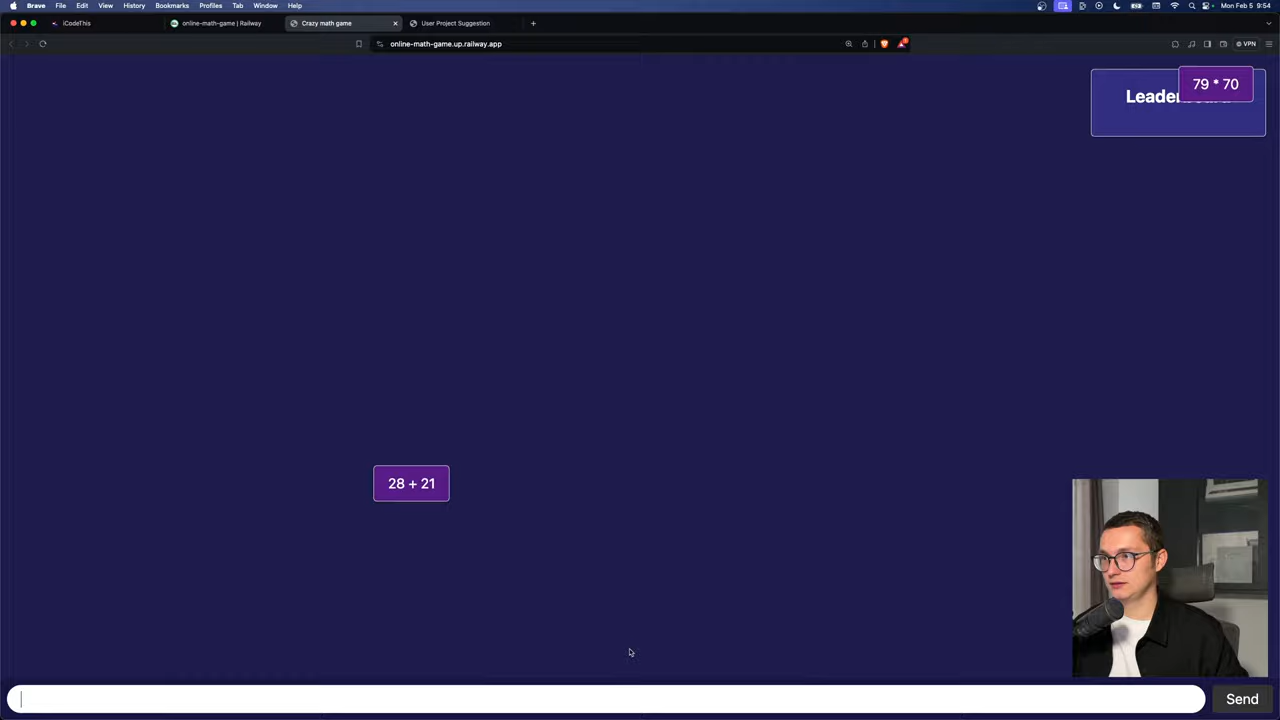 Brave File Edit View History Bookmarks Profiles Tab Window Help
Mon Feb 5 9:54
iCodeThis
online-math-game | Railway
Crazy math game
User Project Suggestion
online-math-game.up.railway.app
VPN
79 * 70
28 + 21
Send